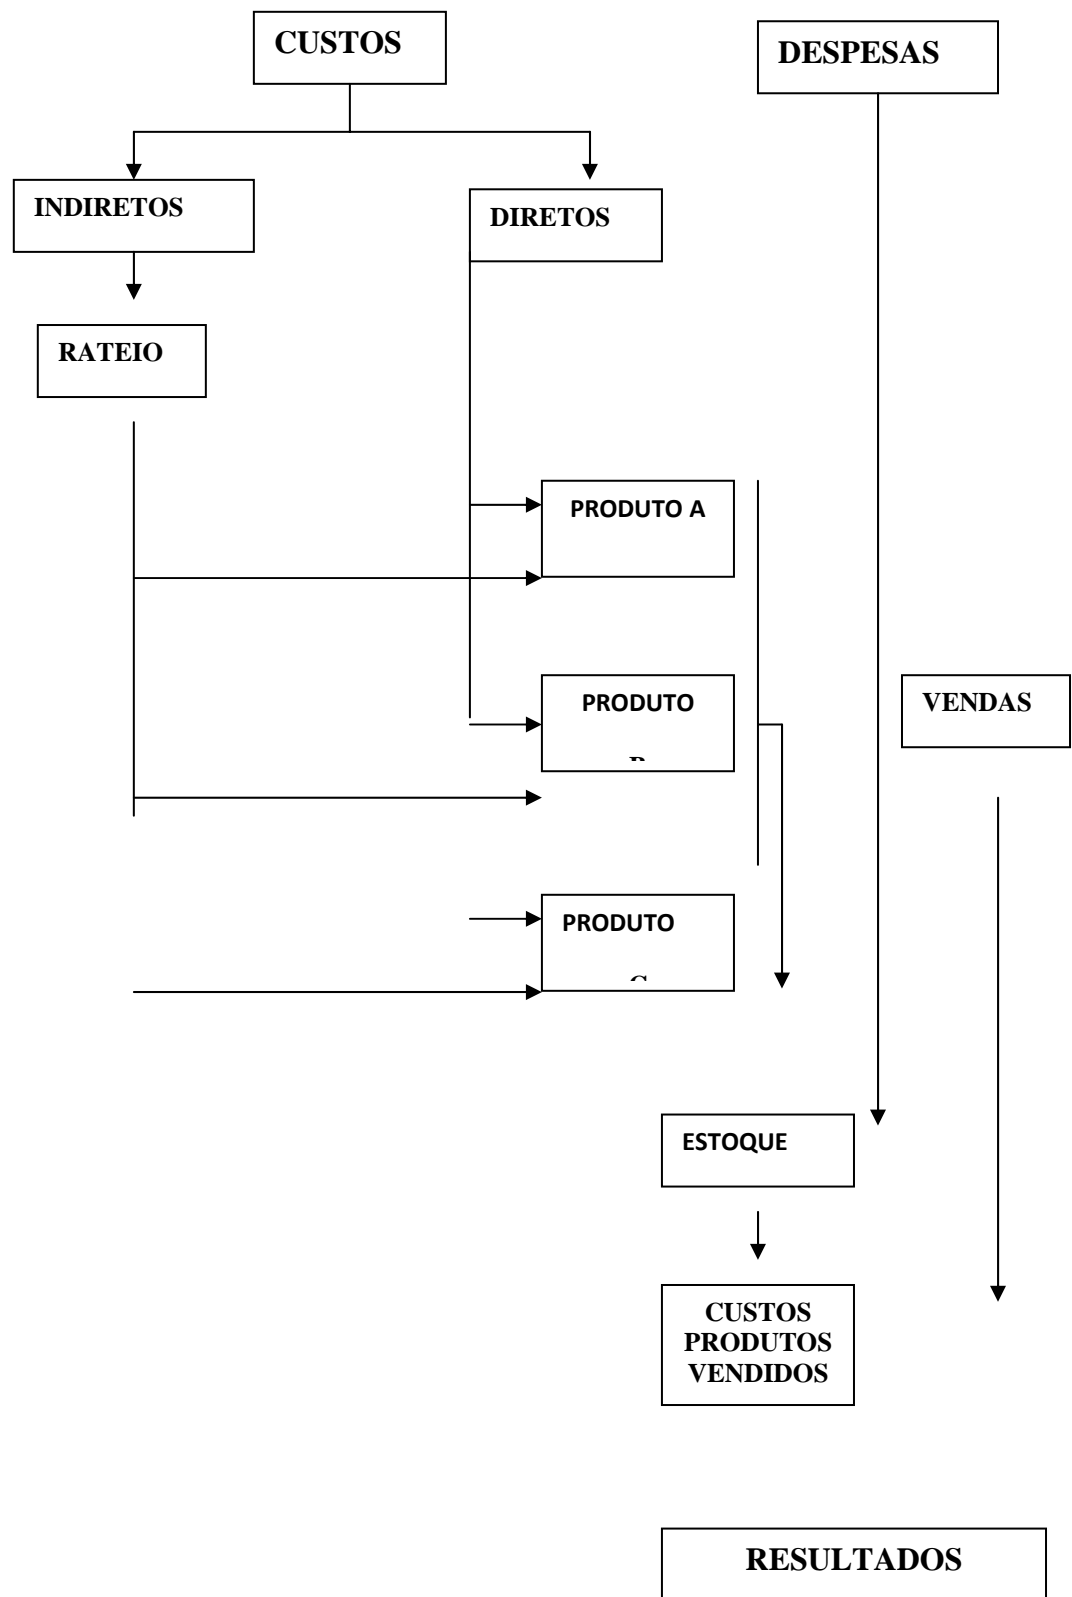 CUSTOS
DESPESAS
INDIRETOS
DIRETOS
RATEIO
PRODUTO A
PRODUTO
VENDAS
PRODUTO
ESTOQUE
CUSTOS
PRODUTOS
VENDIDOS
RESULTADOS